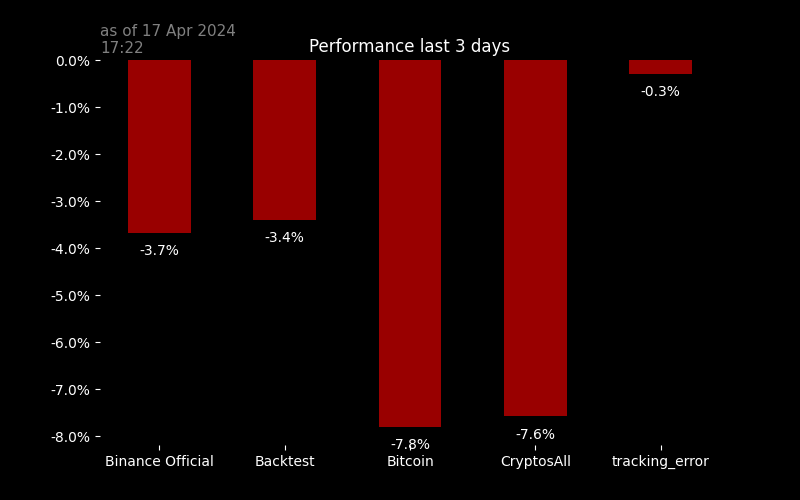 as of 17 Apr 2024
17:22
Performance last 3 days
0.0%
-1.0%
-2.0%
-3.0%
-4.0%
-5.0%
-6.0%
-7.0%
-8.0%
-3.7%
-3.4%
-7.8%
-7.6%
-0.3%
Binance Official
Backtest
Bitcoin
CryptosAll
tracking_error